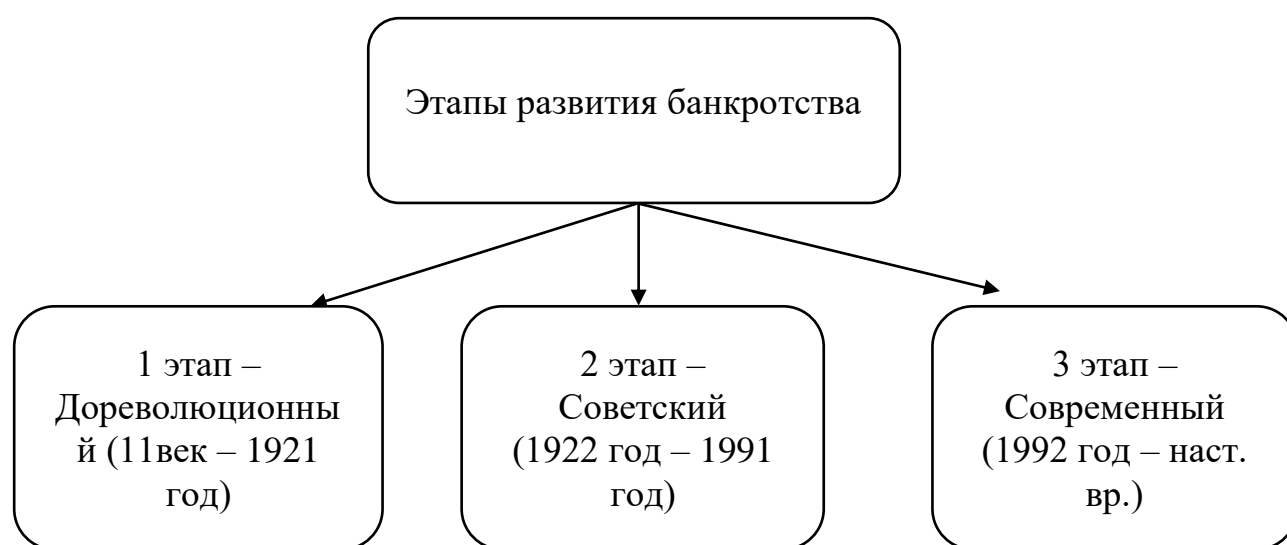 Этапы развития банкротства
1 этап –
Дореволюционны
й (11век – 1921
год)
2 этап –
Советский
(1922 год – 1991
год)
3 этап –
Современный
(1992 год – наст.
вр.)